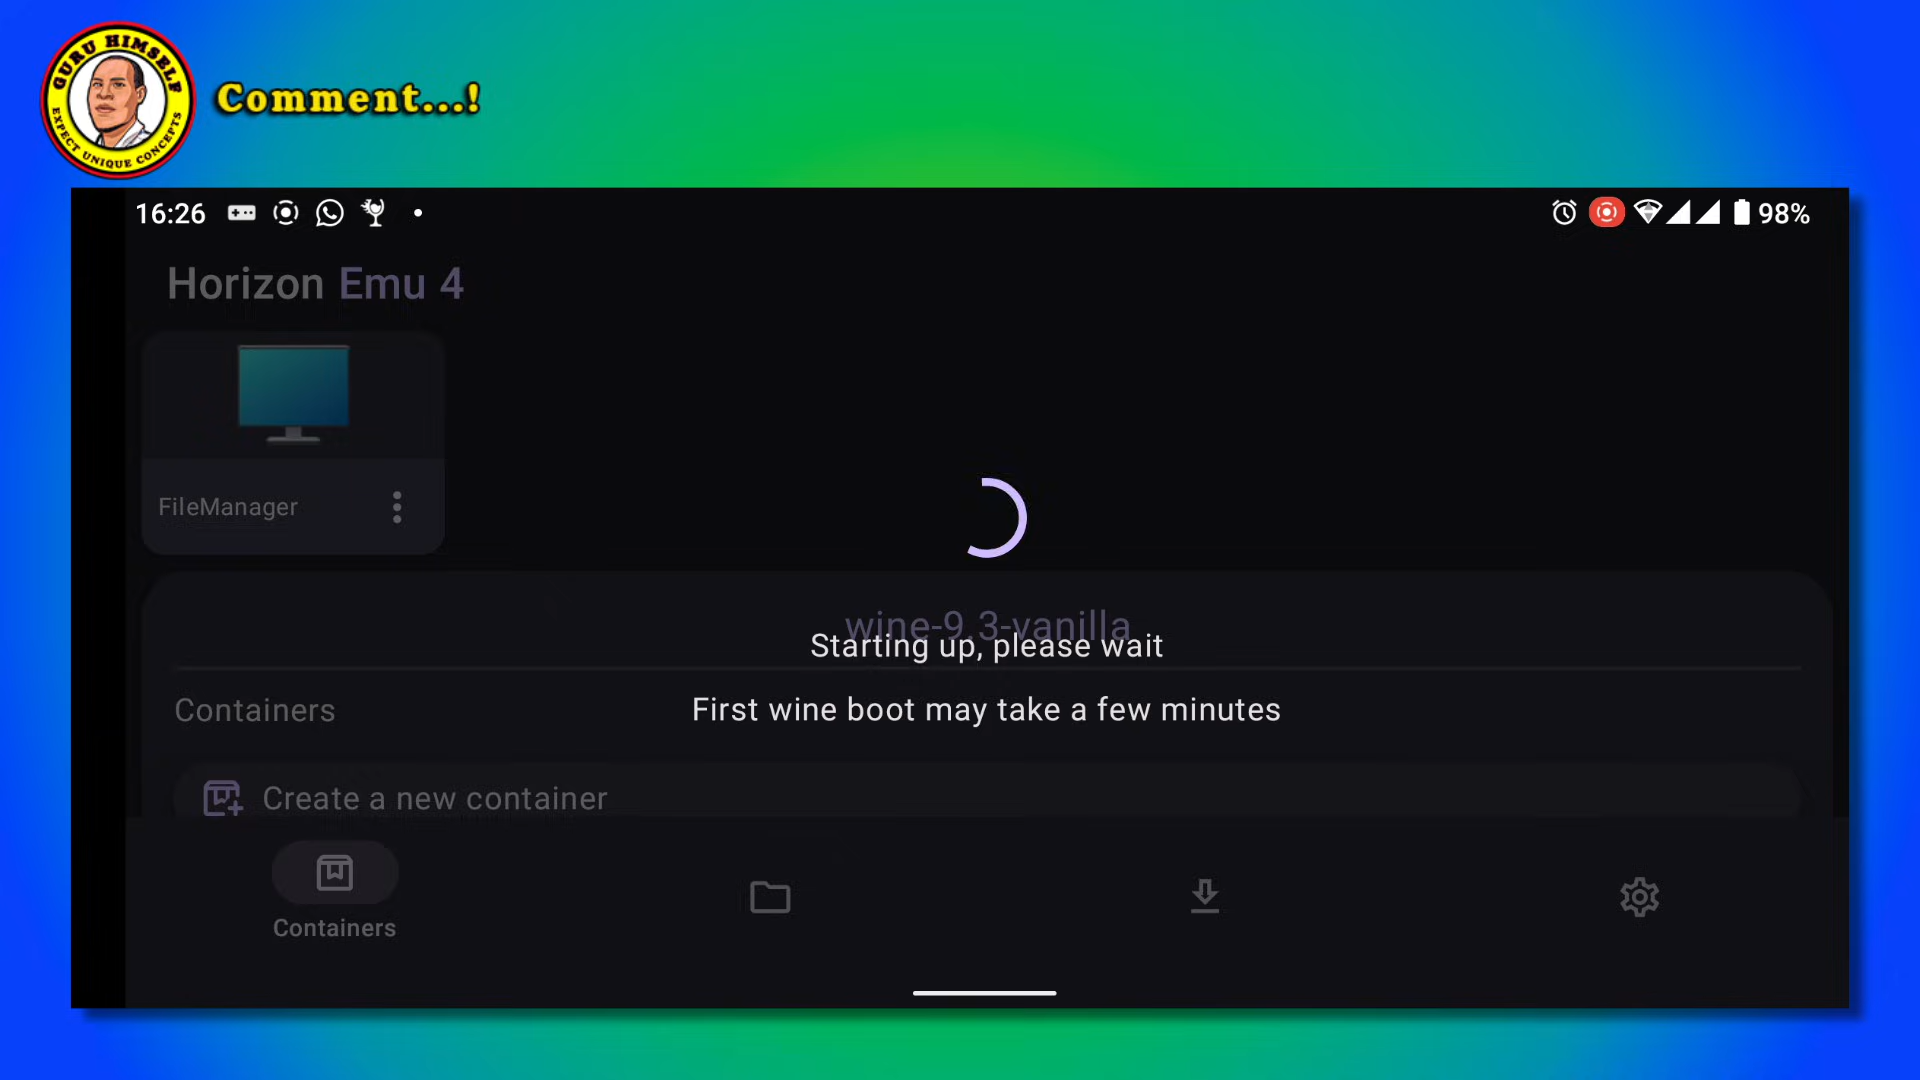 GURU HIMSELF
EXPECT UNIQUE CONCEPTS
Comment...!
16:26
98%
Horizon Emu 4
FileManager
wine-9.3-vanilla
Starting up, please wait
Containers
First wine boot may take a few minutes
Create a new container
Containers